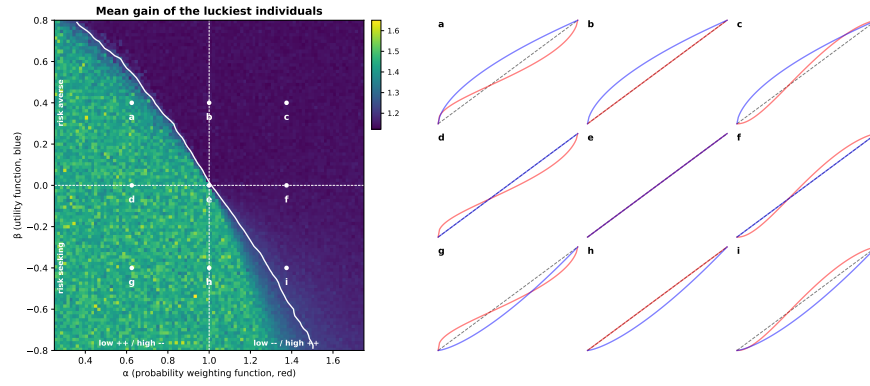 Mean gain of the luckiest individuals
β (utility function, blue)
0.8
0.6
0.4
0.2
0.0
−0.2
−0.4
−0.6
−0.8
risk averse
risk seeking
a
b
c
d
e
f
g
h
i
low ++ / high --
low -- / high ++
0.4
0.6
0.8
1.0
1.2
1.4
1.6
α (probability weighting function, red)
1.6
1.5
1.4
1.3
1.2
a
b
c
d
e
f
g
h
i